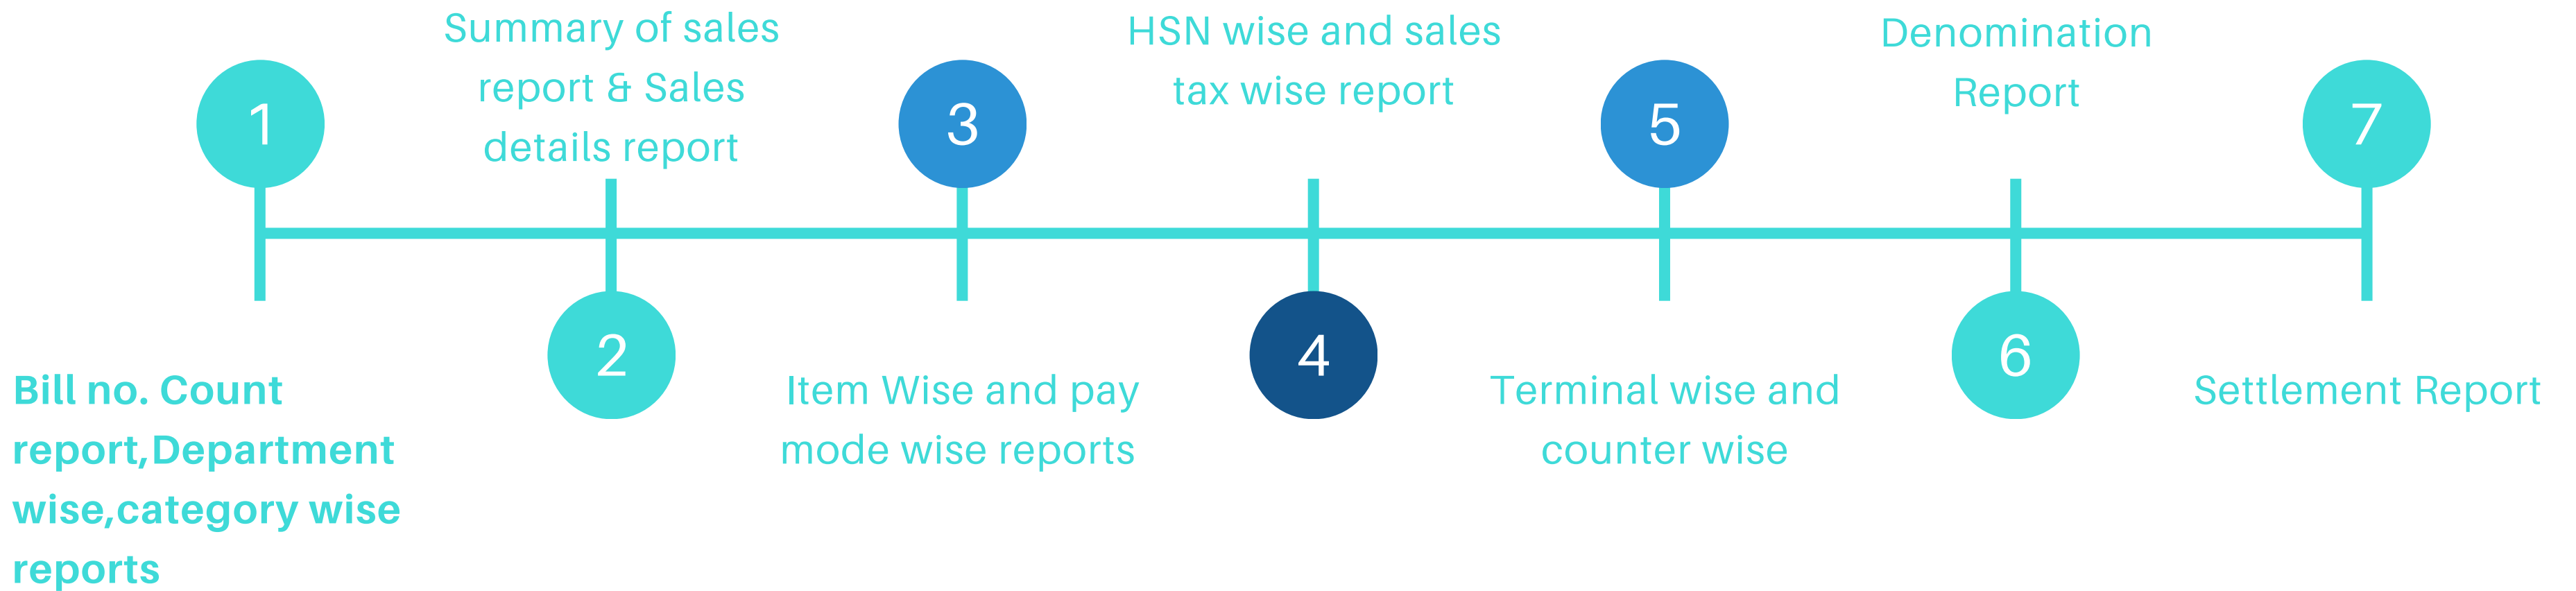 1
Bill no. Count
report,Department
wise,category wise
reports
Summary of sales
report & Sales
details report
2
3
Item Wise and pay
mode wise reports
HSN wise and sales
tax wise report
4
5
Terminal wise and
counter wise
Denomination
Report
6
7
Settlement Report